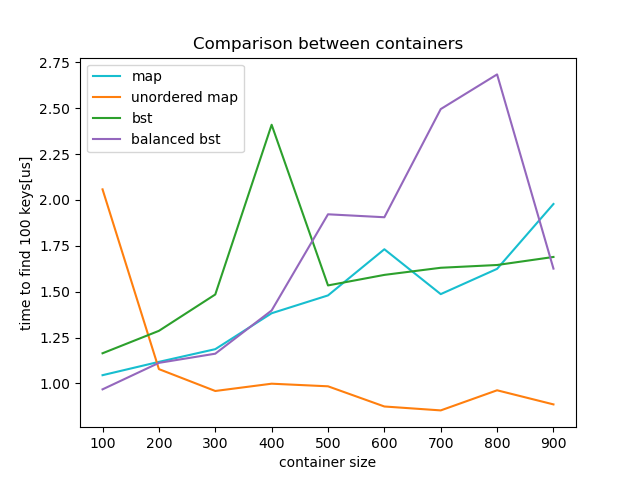 Comparison between containers
map
unordered map
bst
balanced bst
time to find 100 keys[us]
2.75
2.50
2.25
2.00
1.75
1.50
1.25
1.00
100 200 300 400 500 600 700 800 900
container size